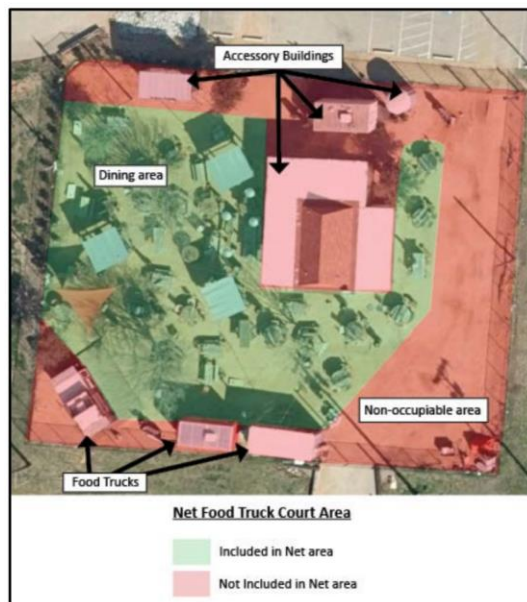 Accessory Buildings
Dining area
Non-occupiable area
Food Trucks
Net Food Truck Court Area
Included in Net area
Not Included in Net area